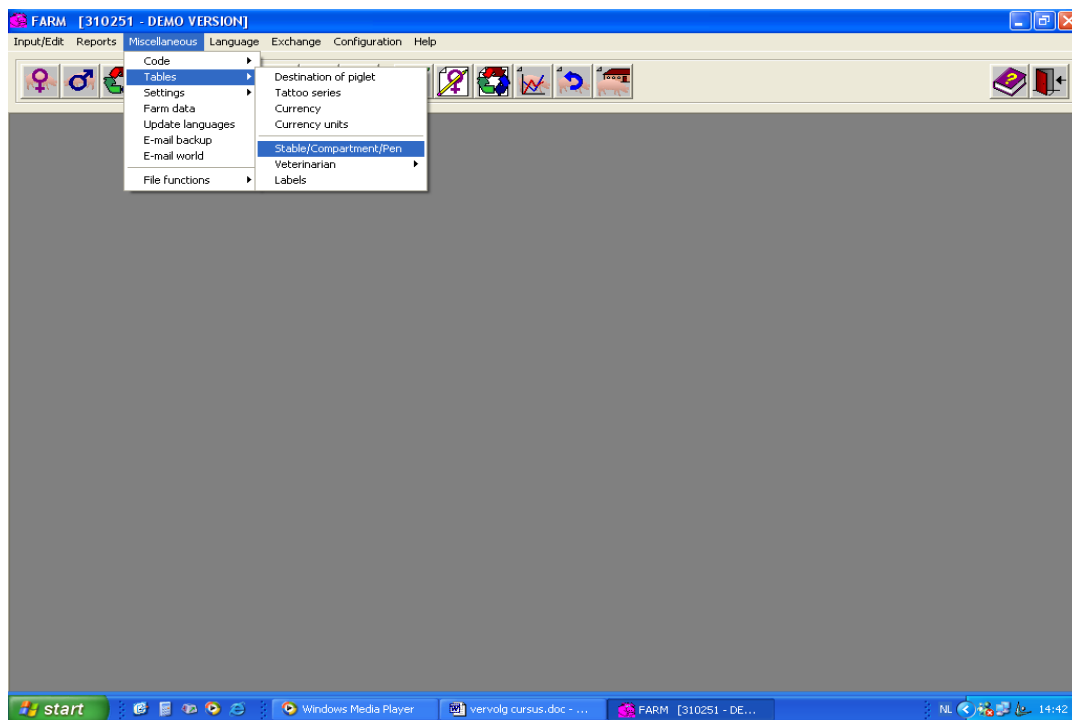 FARM [310251 - DEMO VERSION]
Input/Edit Reports Miscellaneous Language Exchange Configuration Help
Code
Tables
Settings
Farm data
Update languages
E-mail backup
E-mail world
File functions
Destination of piglet
Tattoo series
Currency
Currency units
Stable/Compartment/Pen
Veterinarian
Labels
start Windows Media Player vervolg cursus.doc - ... FARM [310251 - DE... NL 14:42